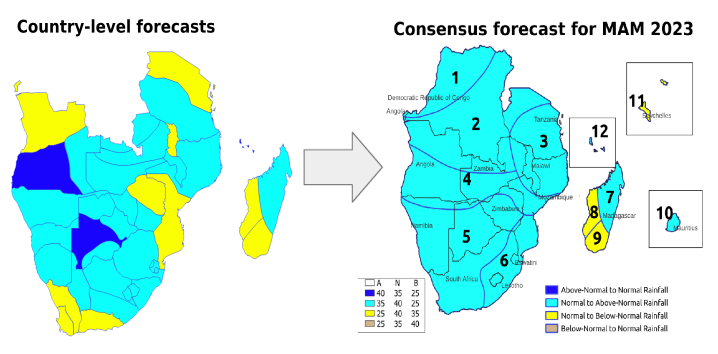 Country-level forecasts
Consensus forecast for MAM 2023
1
Democratic Republic of Congo
Angola
2
Tanzania
3
11
Seychelles
12
Angola
Zambia
Malawi
4
Mozambique
7
8
Madagascar
9
10
Mauritius
Zimbabwe
Namibia
5
6
Eswatini
South Africa
Lesotho
A N B
40 35 25
35 40 25
25 40 35
25 35 40
Above-Normal to Normal Rainfall
Normal to Above-Normal Rainfall
Normal to Below-Normal Rainfall
Below-Normal to Normal Rainfall